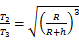 T₂/T₃ = √((R/(R+h))³)